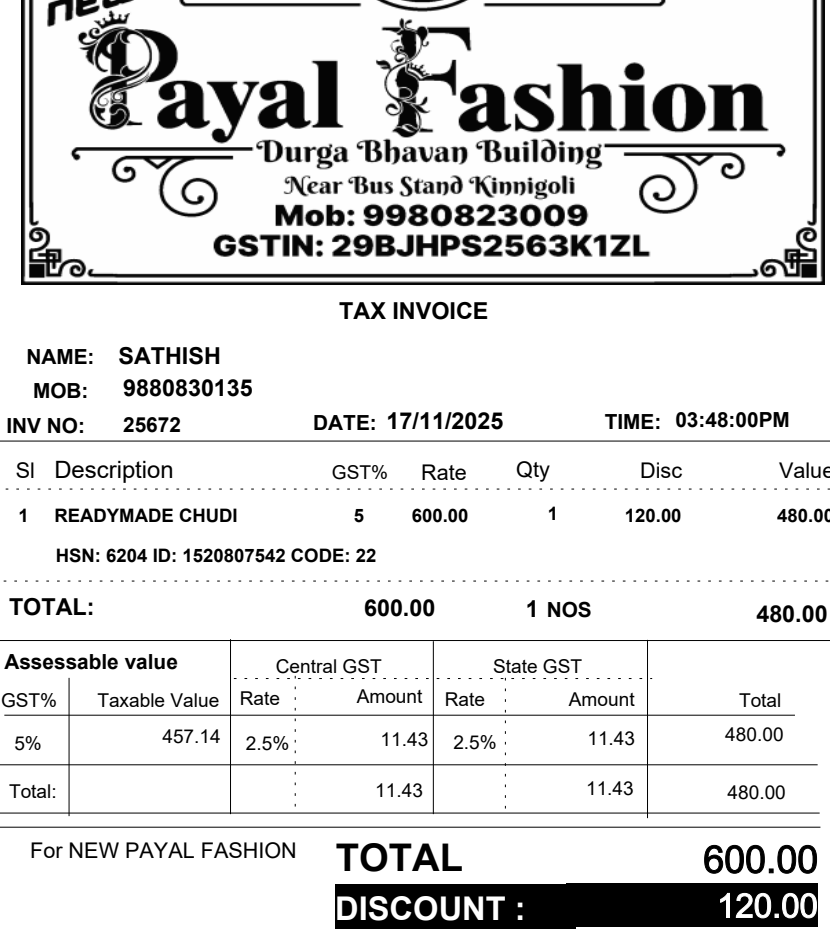 new
Payal Fashion
Durga Bhavan Building
Near Bus Stand Kinnigoli
Mob: 9980823009
GSTIN: 29BJHPS2563K1ZL
TAX INVOICE
NAME: SATHISH
MOB: 9880830135
INV NO: 25672 DATE: 17/11/2025 TIME: 03:48:00PM
Sl Description GST% Rate Qty Disc Value
1 READYMADE CHUDI 5 600.00 1 120.00 480.00
HSN: 6204 ID: 1520807542 CODE: 22
TOTAL: 600.00 1 NOS 480.00
Assessable value Central GST State GST
GST% Taxable Value Rate Amount Rate Amount Total
5% 457.14 2.5% 11.43 2.5% 11.43 480.00
Total: 11.43 11.43 480.00
For NEW PAYAL FASHION TOTAL 600.00
DISCOUNT : 120.00